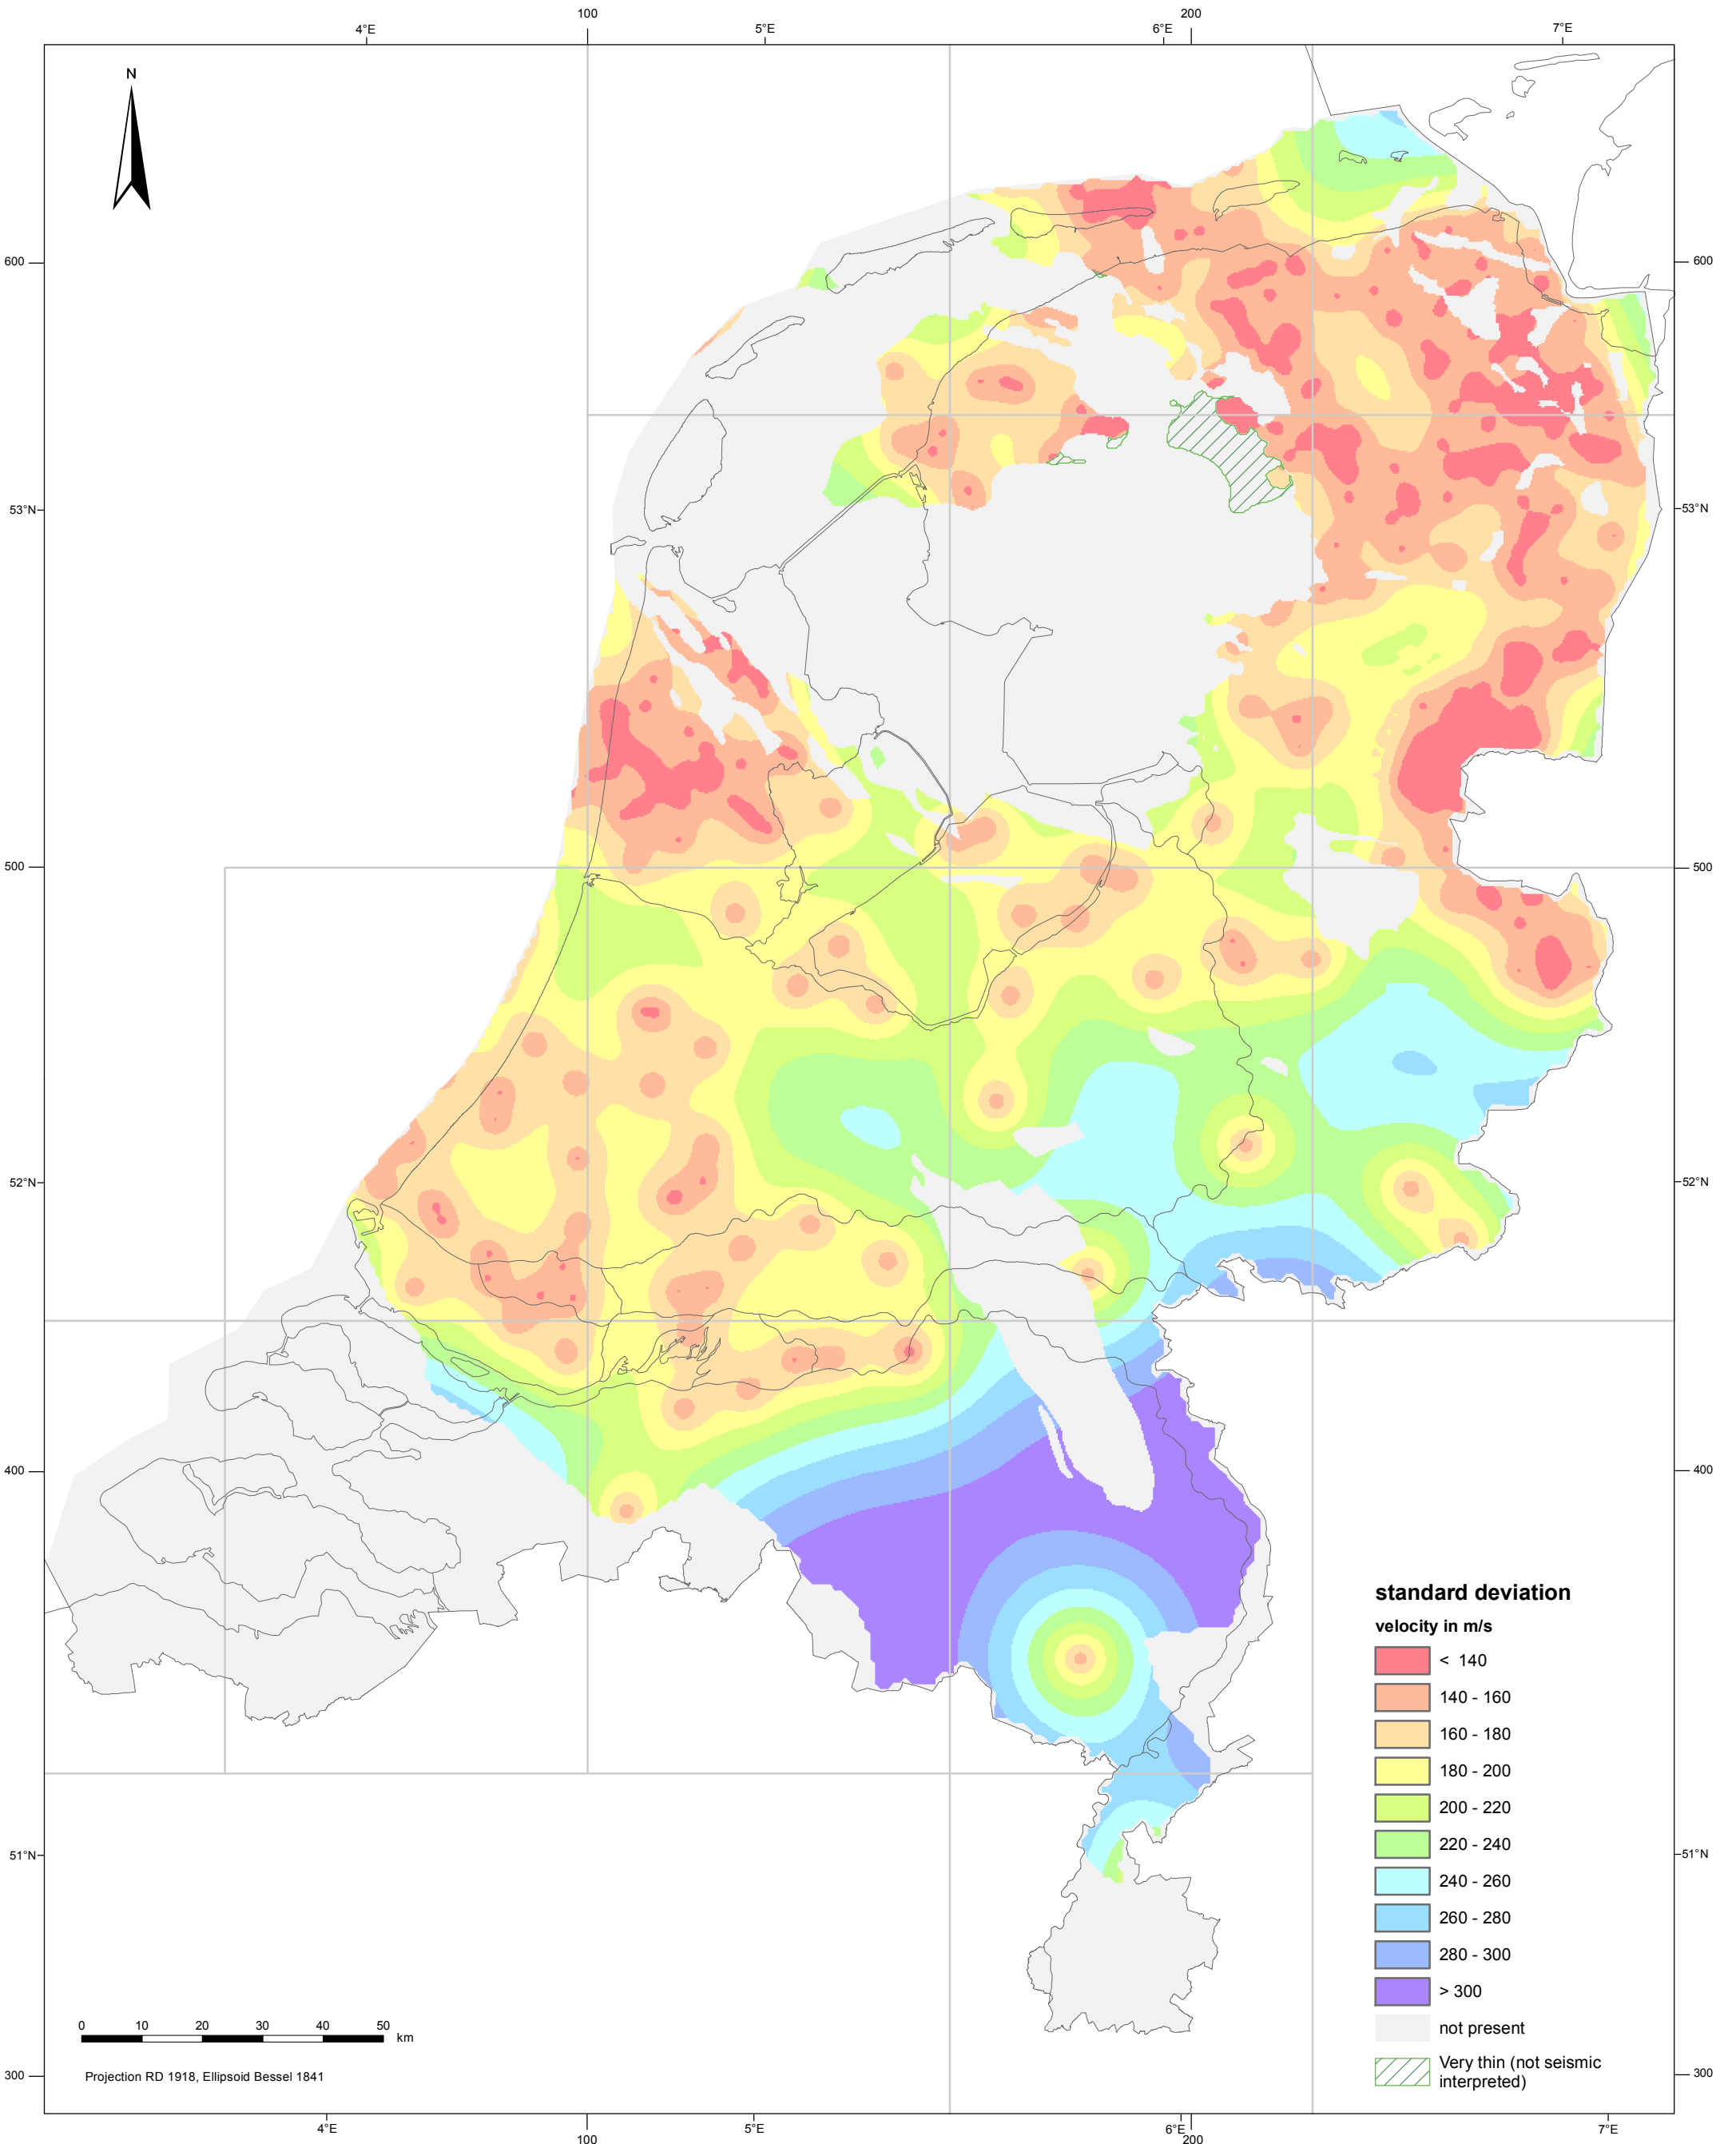 100
200
4°E
5°E
6°E
7°E
N
600
600
53°N
53°N
500
500
52°N
52°N
400
400
standard deviation
velocity in m/s
< 140
140 - 160
160 - 180
180 - 200
200 - 220
220 - 240
51°N
51°N
240 - 260
260 - 280
280 - 300
> 300
not present
0 10 20 30 40 50 km
Very thin (not seismic
interpreted)
Projection RD 1918, Ellipsoid Bessel 1841
300
300
4°E
5°E
6°E
7°E
100
200